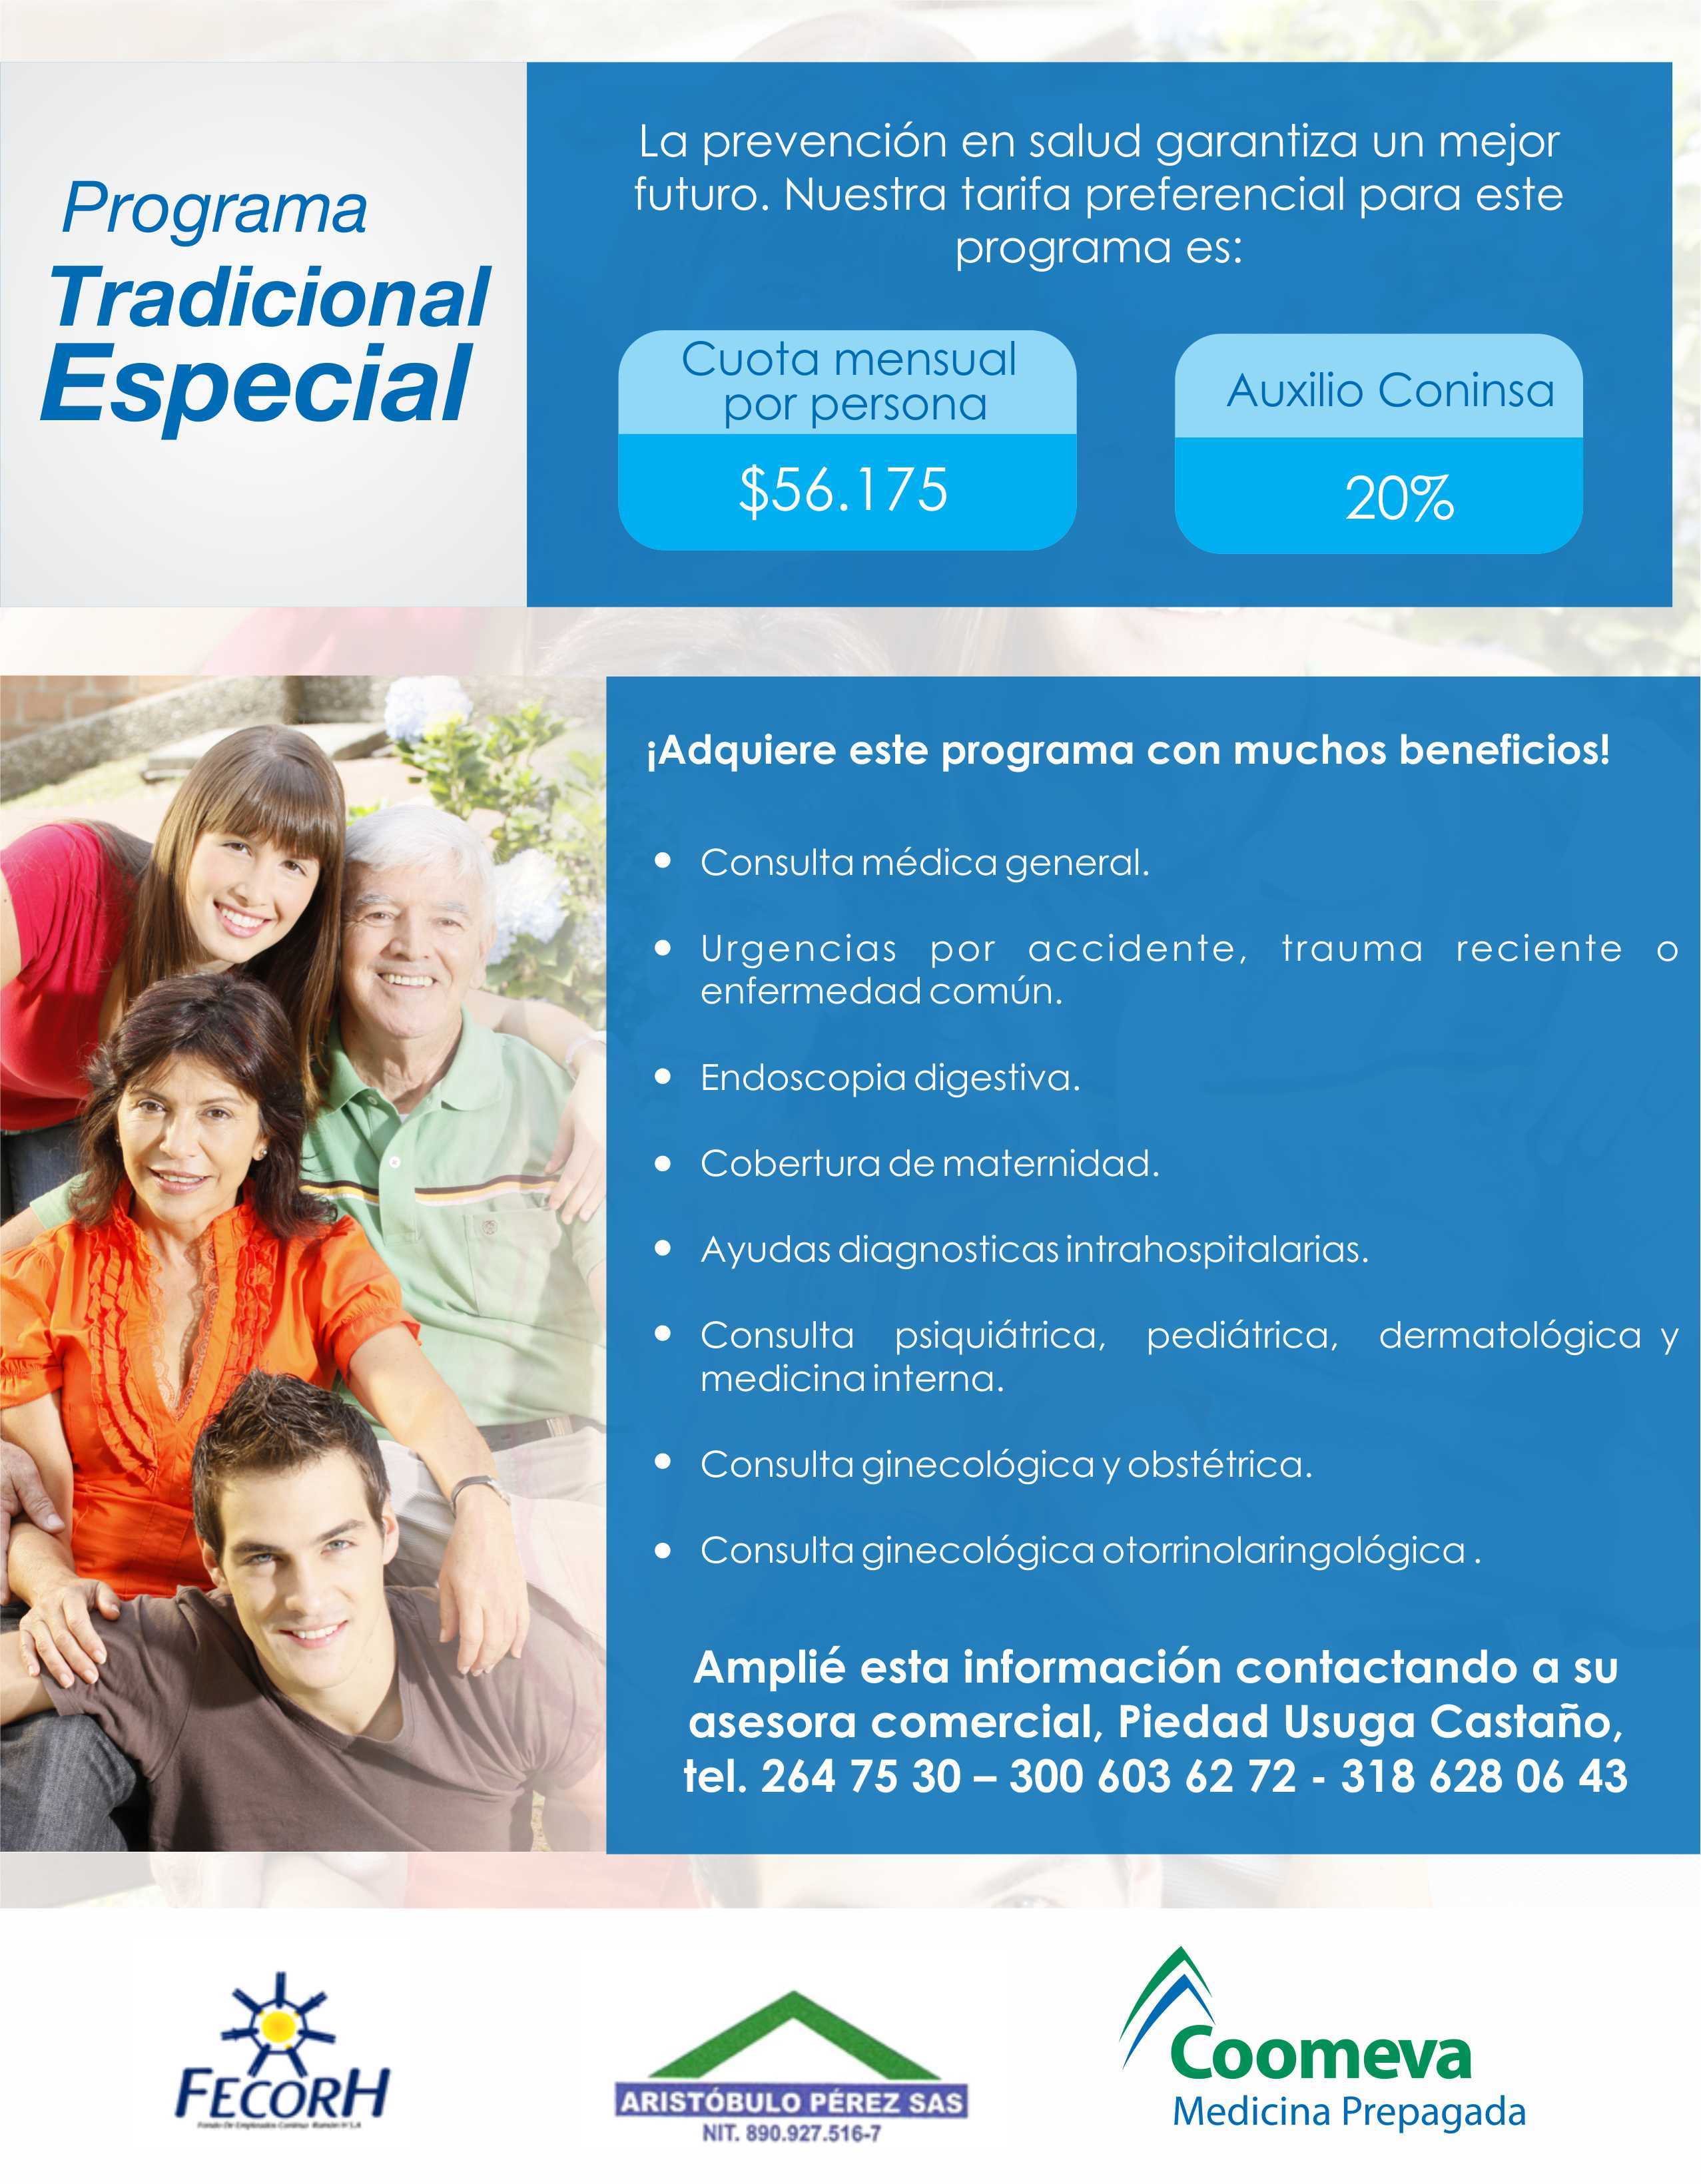 Programa
Tradicional
Especial
La prevención en salud garantiza un mejor
futuro. Nuestra tarifa preferencial para este
programa es:
Cuota mensual
por persona
$56.175
Auxilio Coninsa
20%
¡Adquiere este programa con muchos beneficios!
• Consulta médica general.
• Urgencias por accidente, trauma reciente o
enfermedad común.
• Endoscopia digestiva.
• Cobertura de maternidad.
• Ayudas diagnosticas intrahospitalarias.
• Consulta psiquiátrica, pediátrica, dermatológica y
medicina interna.
• Consulta ginecológica y obstétrica.
• Consulta ginecológica otorrinolaringológica .
Amplié esta información contactando a su
asesora comercial, Piedad Usuga Castaño,
tel. 264 75 30 – 300 603 62 72 - 318 628 06 43
FECORH
Fondo De Empleados Coninsa Ramón H S.A
ARISTÓBULO PÉREZ SAS
NIT. 890.927.516-7
Coomeva
Medicina Prepagada